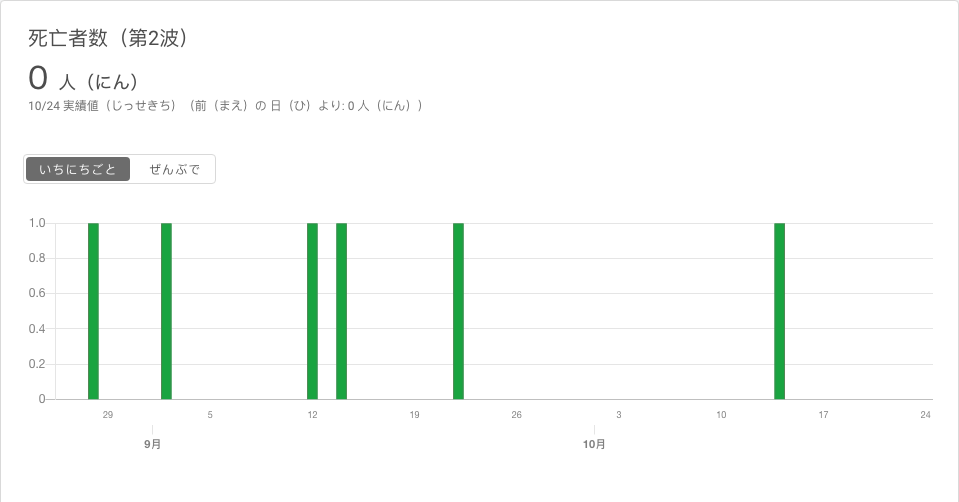 死亡者数（第2波）
0 人（にん）
10/24 実績値（じっせきち）（前（まえ）の 日（ひ）より: 0 人（にん））
いちにちごと ぜんぶで
1.0
0.8
0.6
0.4
0.2
0
29 5 12 19 26 3 10 17 24
9月 10月